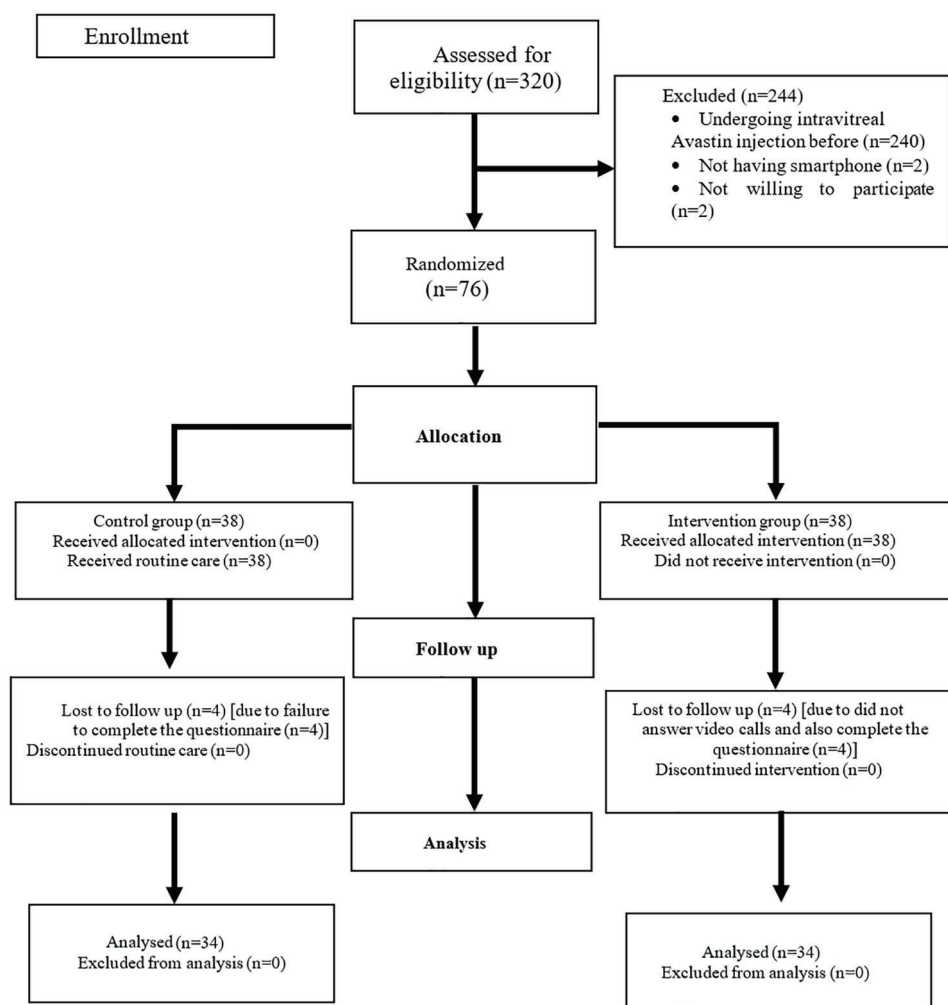 Enrollment
Assessed for
eligibility (n=320)
Excluded (n=244)
• Undergoing intravitreal
Avastin injection before (n=240)
• Not having smartphone (n=2)
• Not willing to participate
(n=2)
Randomized
(n=76)
Allocation
Control group (n=38)
Received allocated intervention (n=0)
Received routine care (n=38)
Intervention group (n=38)
Received allocated intervention (n=38)
Did not receive intervention (n=0)
Follow up
Lost to follow up (n=4) [due to failure
to complete the questionnaire (n=4)]
Discontinued routine care (n=0)
Lost to follow up (n=4) [due to did not
answer video calls and also complete the
questionnaire (n=4)]
Discontinued intervention (n=0)
Analysis
Analysed (n=34)
Excluded from analysis (n=0)
Analysed (n=34)
Excluded from analysis (n=0)